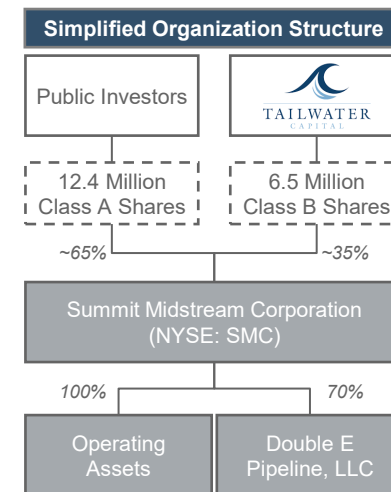 Simplified Organization Structure
Public Investors
TAILWATER
CAPITAL
12.4 Million
Class A Shares
6.5 Million
Class B Shares
~65%
~35%
Summit Midstream Corporation
(NYSE: SMC)
100%
70%
Operating
Assets
Double E
Pipeline, LLC